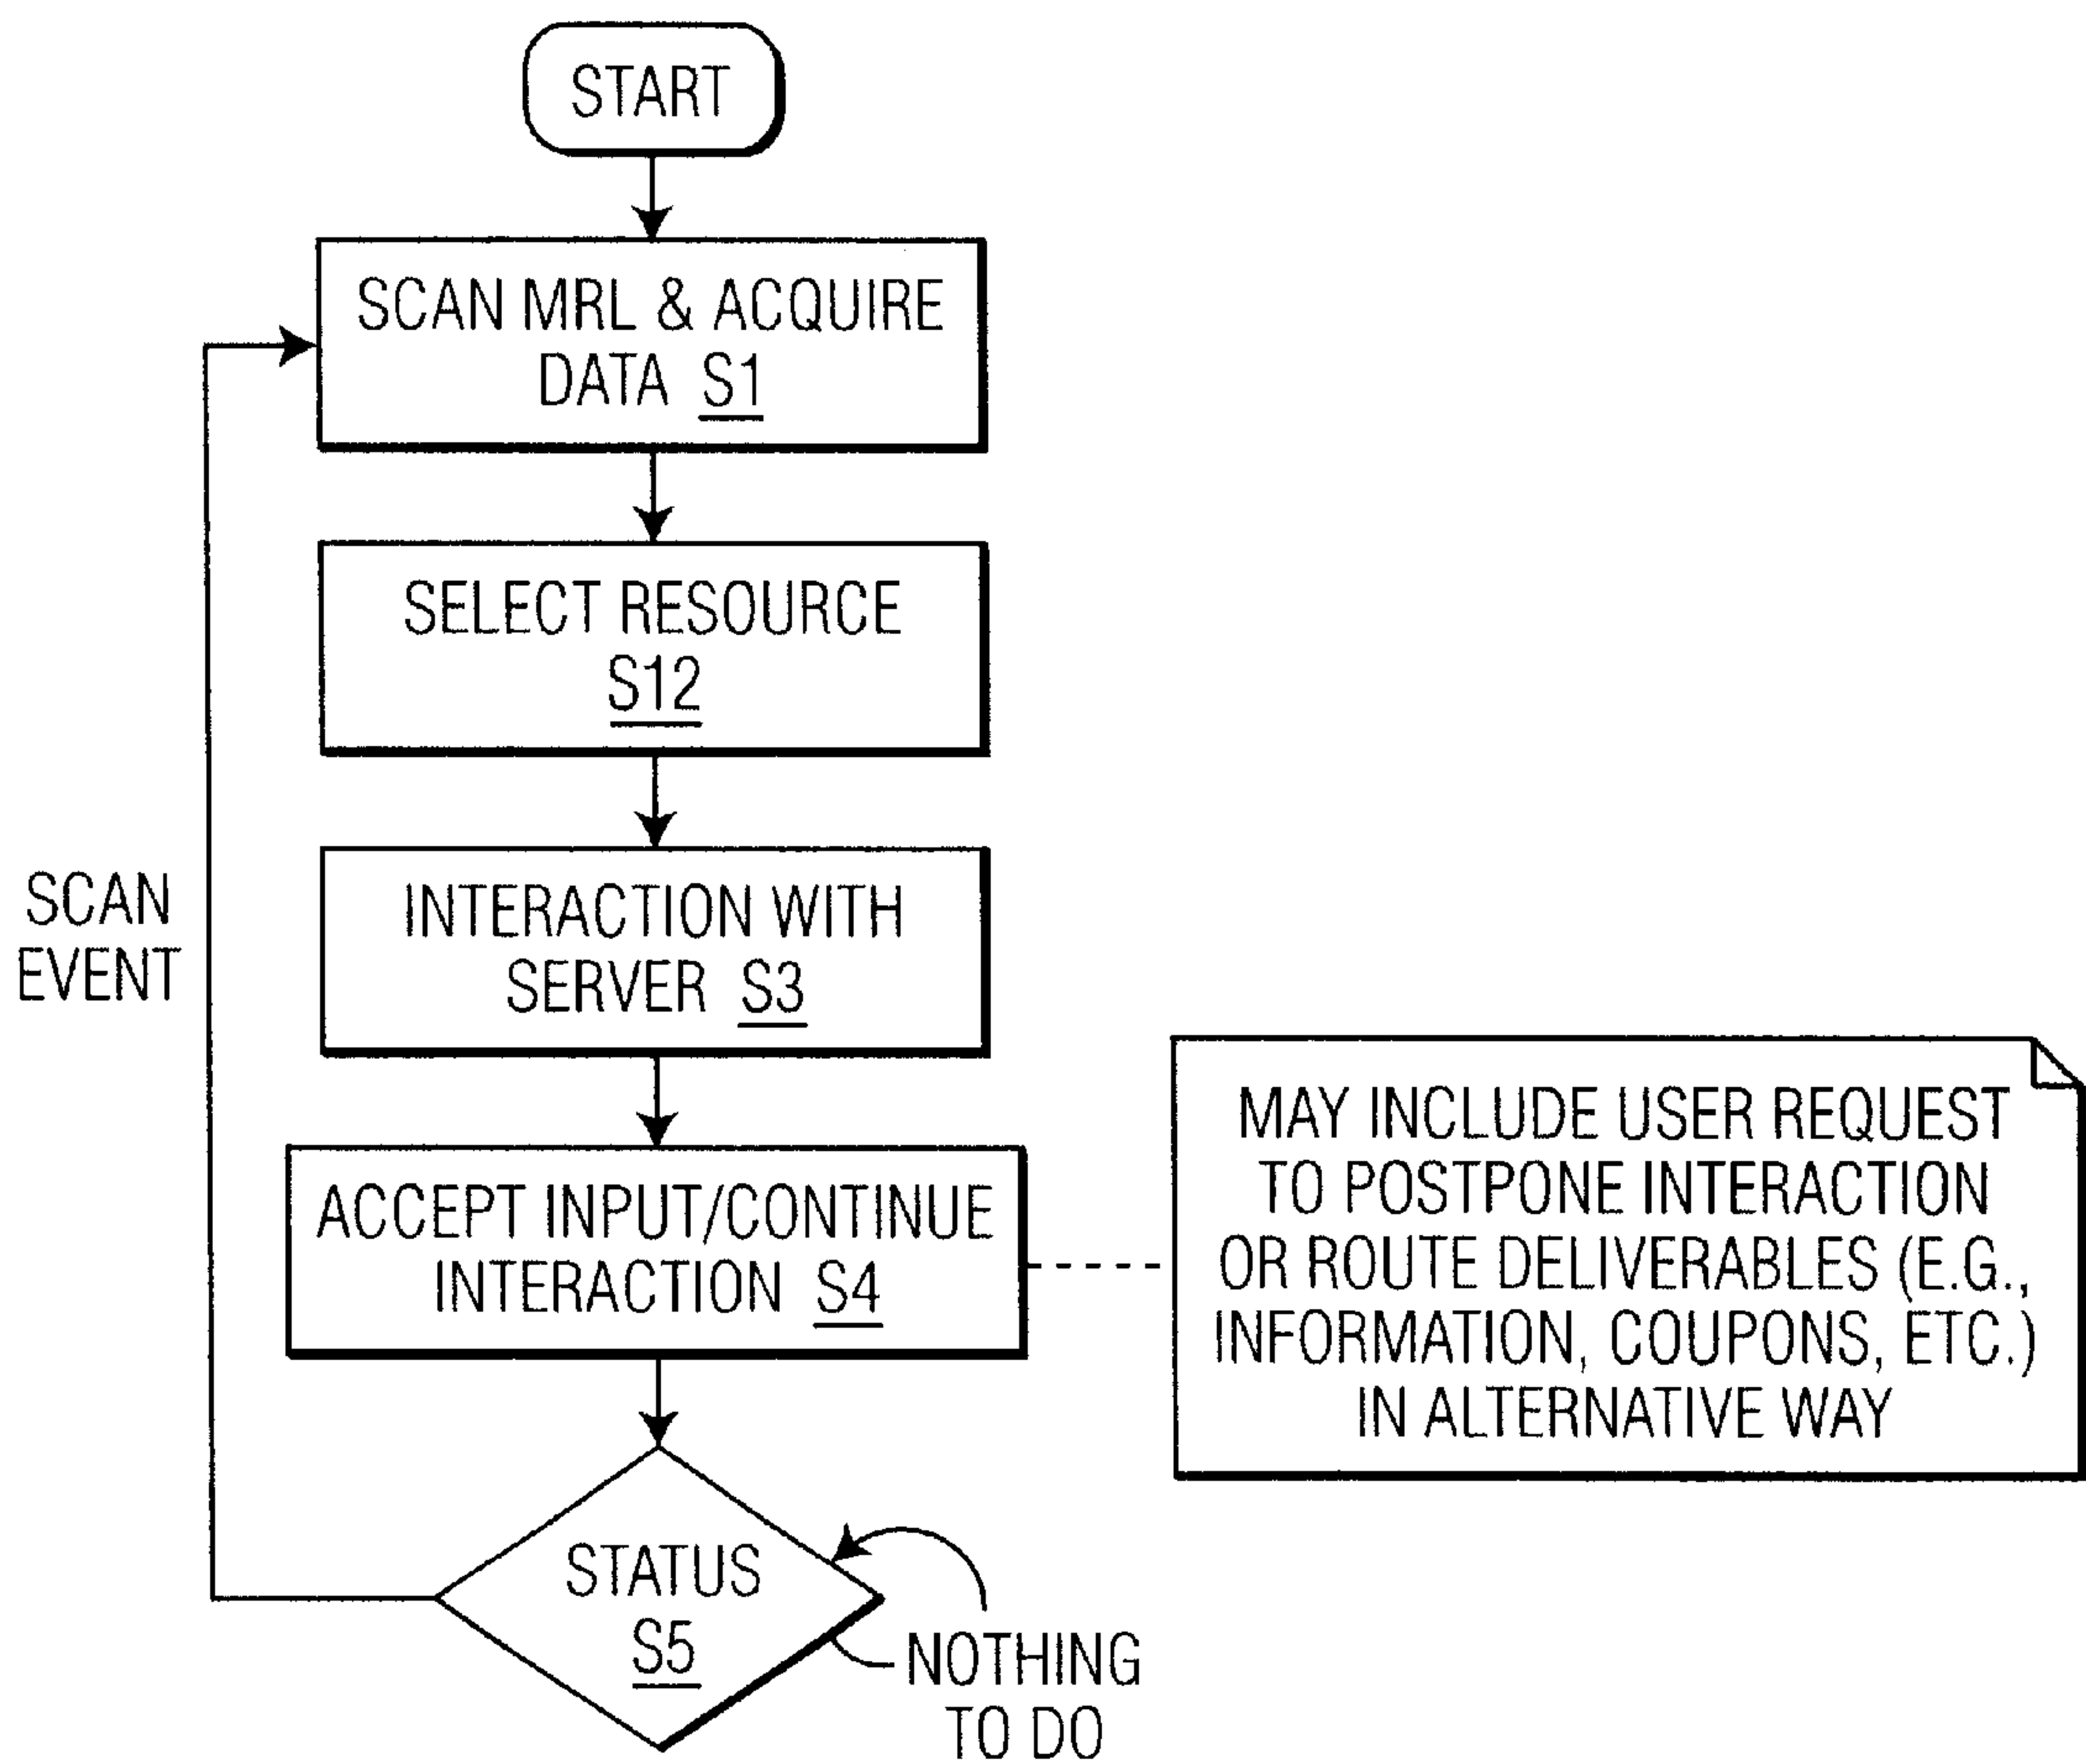 START
SCAN MRL & ACQUIRE
DATA S1
SELECT RESOURCE
S12
INTERACTION WITH
SERVER S3
SCAN
EVENT
ACCEPT INPUT/CONTINUE
INTERACTION S4
MAY INCLUDE USER REQUEST
TO POSTPONE INTERACTION
OR ROUTE DELIVERABLES (E.G.,
INFORMATION, COUPONS, ETC.)
IN ALTERNATIVE WAY
STATUS
S5
NOTHING
TO DO